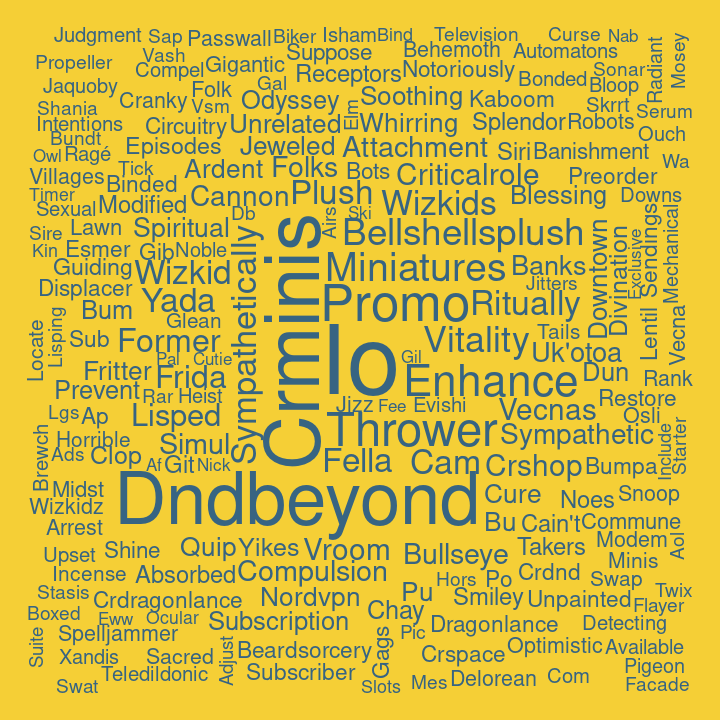 Judgment Sap Passwall Biker Isham Bind Television Curse Nab
Vash Suppose Behemoth Automatons Mosey
Propeller Compel Gigantic Receptors Notoriously Bonded Sonar Radiant
Jaquoby Folk Gal Bloop
Shania Cranky Vsm Odyssey Elm Soothing Kaboom Skrrt Serum
Intentions Circuitry Unrelated Whirring Splendor Robots Ouch
Bundt Episodes Jeweled Attachment Siri Banishment Wa
Owl Ragé Tick Ardent Folks Bots Criticalrole Preorder
Villages Binded Cannon Plush Wizkids Blessing Downs
Timer Modified
Sexual Lawn Spiritual Db Airs Ski Bellshellsplush Downtown Divination Exclusive Sendings Mechanical
Sire
Kin Esmer Gib Noble Sympathetically Crminis Miniatures Banks
Guiding Wizkid Jitters
Displacer Yada Promo Ritually
Bum Glean Io Vitality Tails Lentil Vecna
Locate Lisping Sub Former Pal Cutie Gil Uk'otoa
Fritter Frida Enhance Dun Rank
Prevent Rar Heist Jizz Fee Evishi Vecnas Restore
Lgs Ap Lisped Thrower Osli
Horrible Simul Sympathetic Include Starter
Brewch Ads Clop Af Git Nick Fella Cam Crshop Bumpa
Midst Dndbeyond Cure Noes Snoop
Wizkidz
Arrest Bu Cain't Commune
Upset Shine Quip Yikes Vroom Bullseye Takers Modem Aol
Incense Absorbed Compulsion Hors Po Crdnd Minis
Stasis Crdragonlance Nordvpn Pu Smiley Unpainted Swap Twix
Boxed Eww Ocular Subscription Chay Dragonlance Detecting Flayer
Suite Spelljammer Adjust Gags Pic Optimistic Available
Xandis Sacred Beardsorcery Crspace Pigeon
Teledildonic Subscriber Delorean Com
Swat Slots Mes Facade